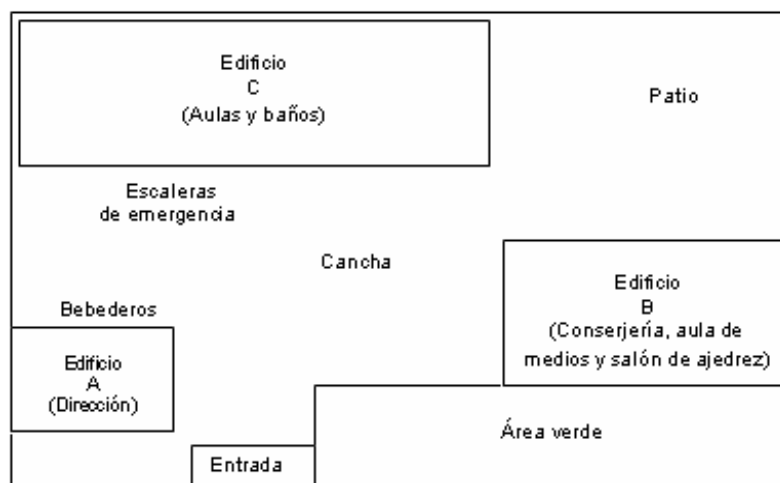 Edificio
C
(Aulas y baños)
Patio
Escaleras
de emergencia
Cancha
Edificio
B
(Conserjería, aula de
medios y salón de ajedrez)
Bebederos
Edificio
A
(Dirección)
Área verde
Entrada